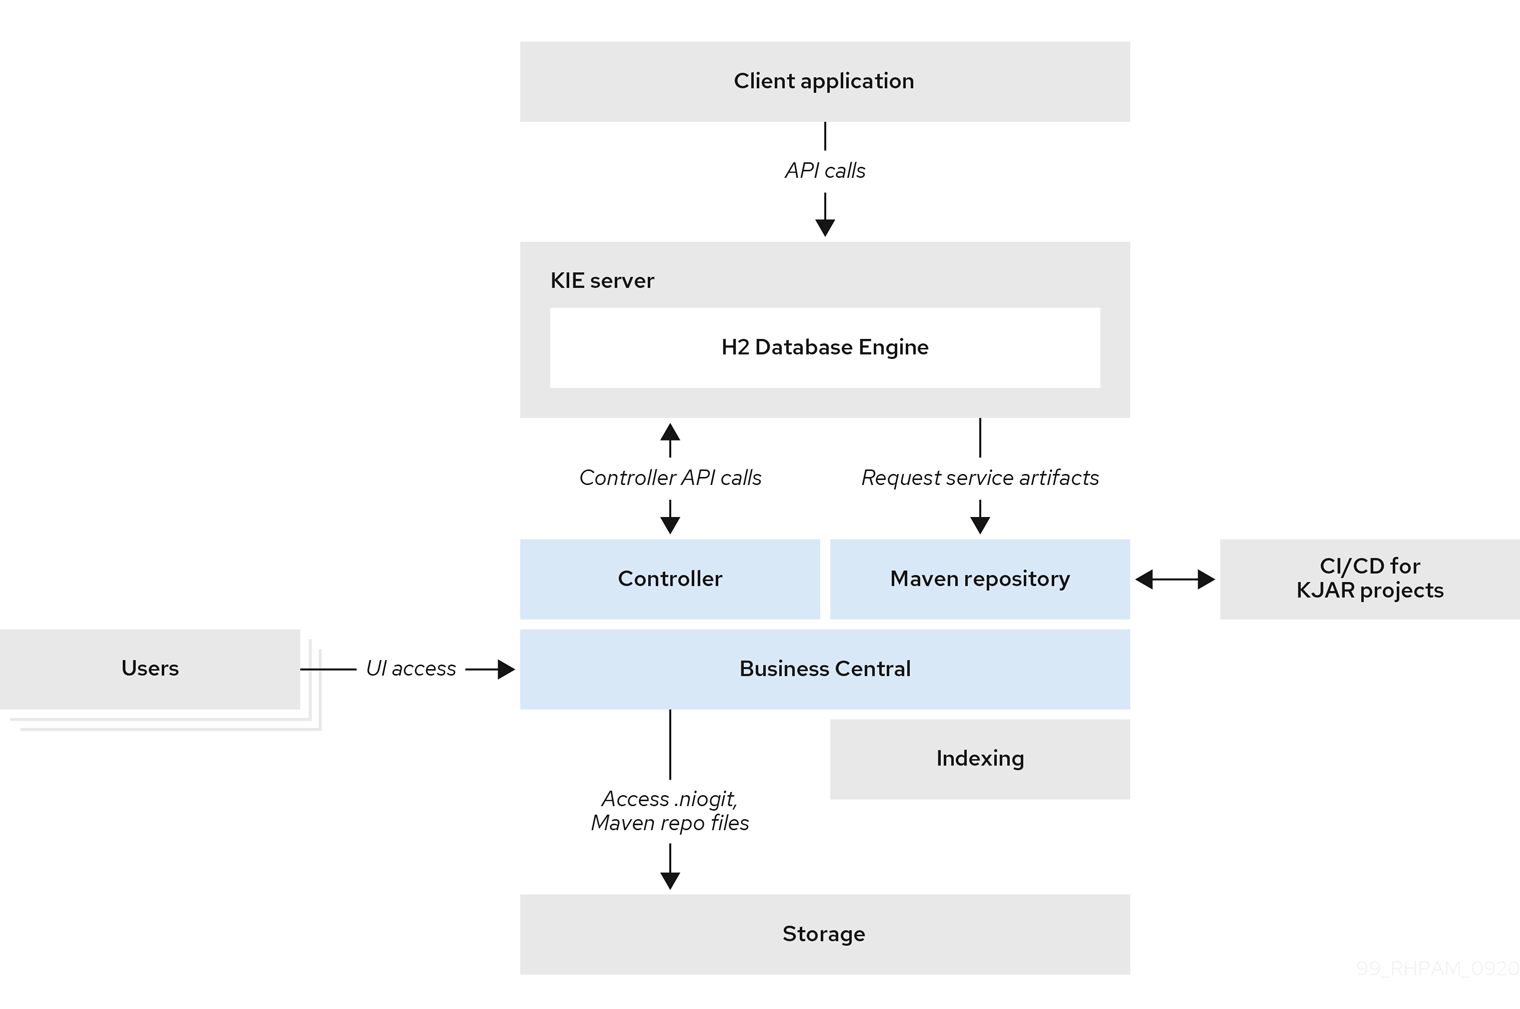 Client application
API calls
KIE server
H2 Database Engine
Controller API calls
Request service artifacts
Controller
Maven repository
CI/CD for
KJAR projects
Users
UI access
Business Central
Indexing
Access .niogit,
Maven repo files
Storage
99_RHPAM_0920